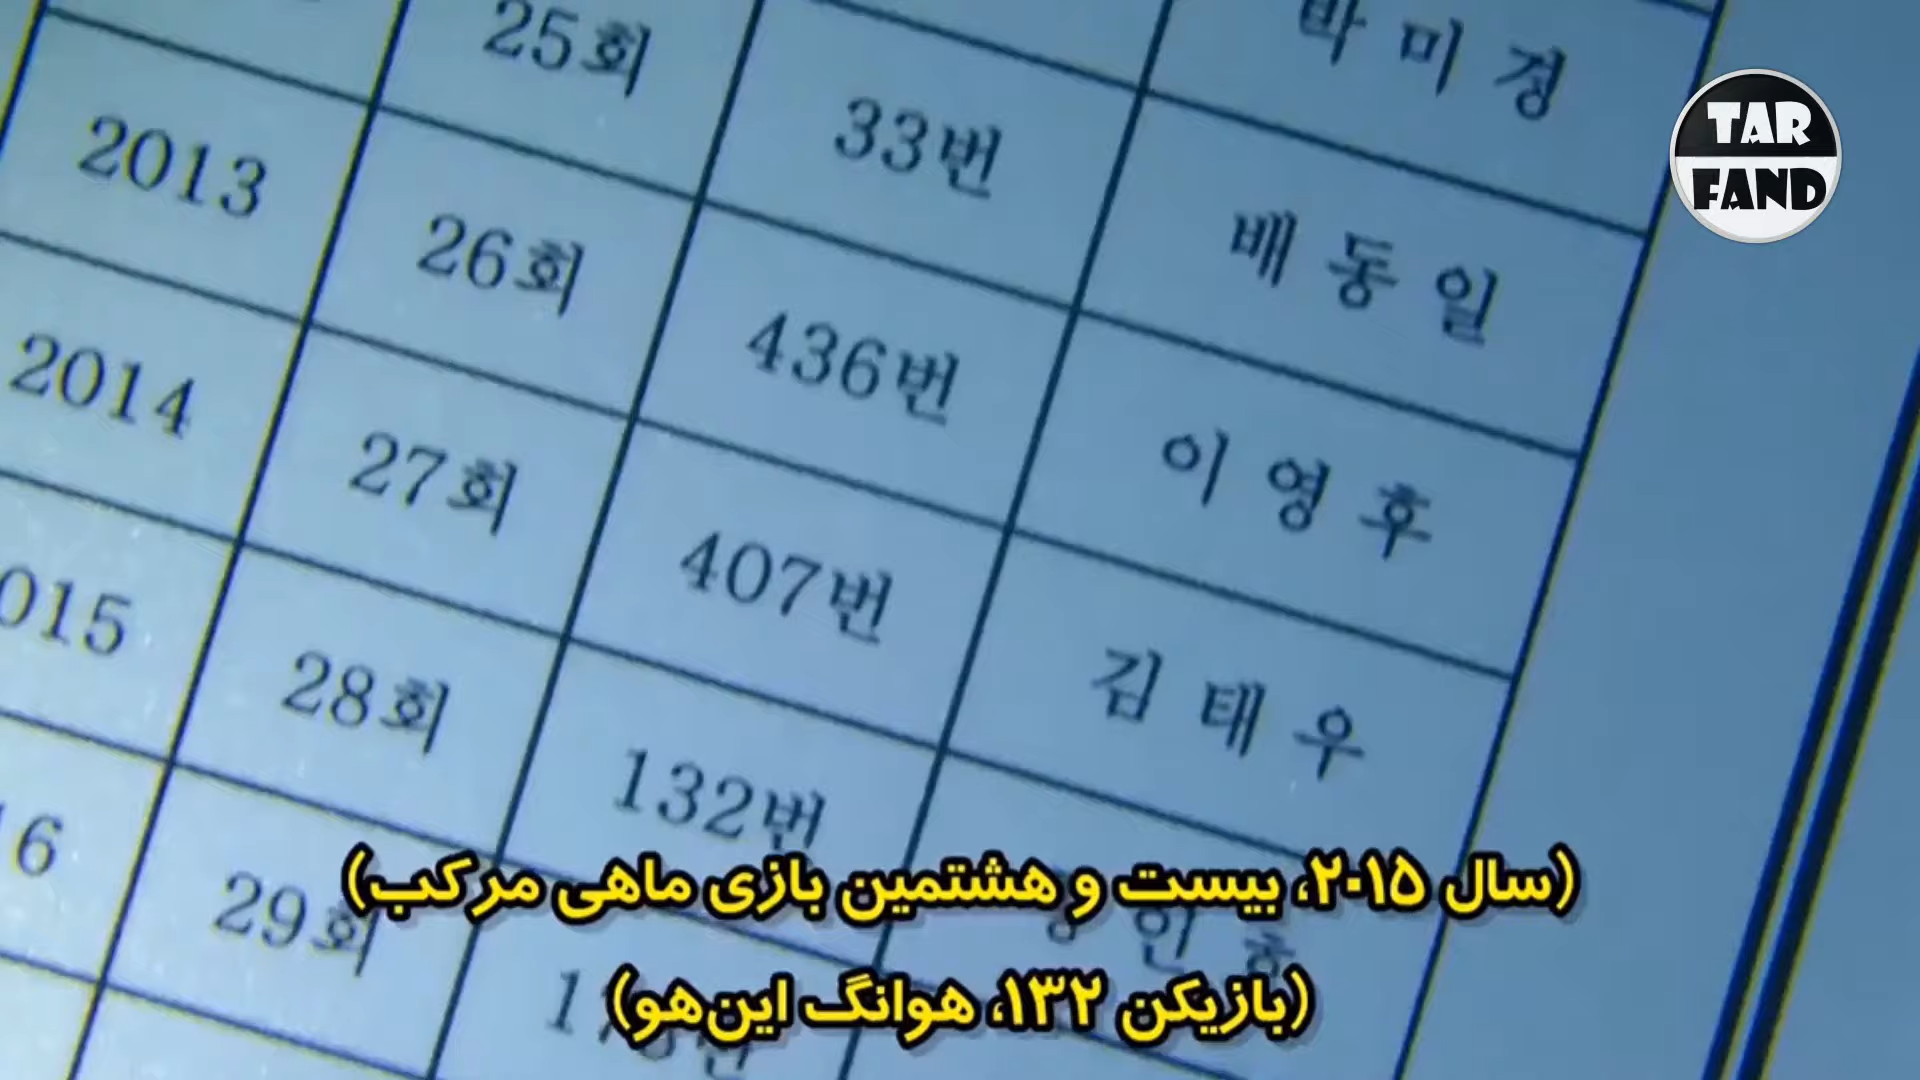 박 미 경
25회 33번 배 동 일
2013 26회 436번 이 영 후
2014 27회 407번 김 태 우
015 28회 132번 인
6 29회
TAR
FAND
(سال ۲۰۱۵، بیست و هشتمین بازی ماهی مرکب)
(بازیکن ۱۳۲، هوانگ این‌هو)